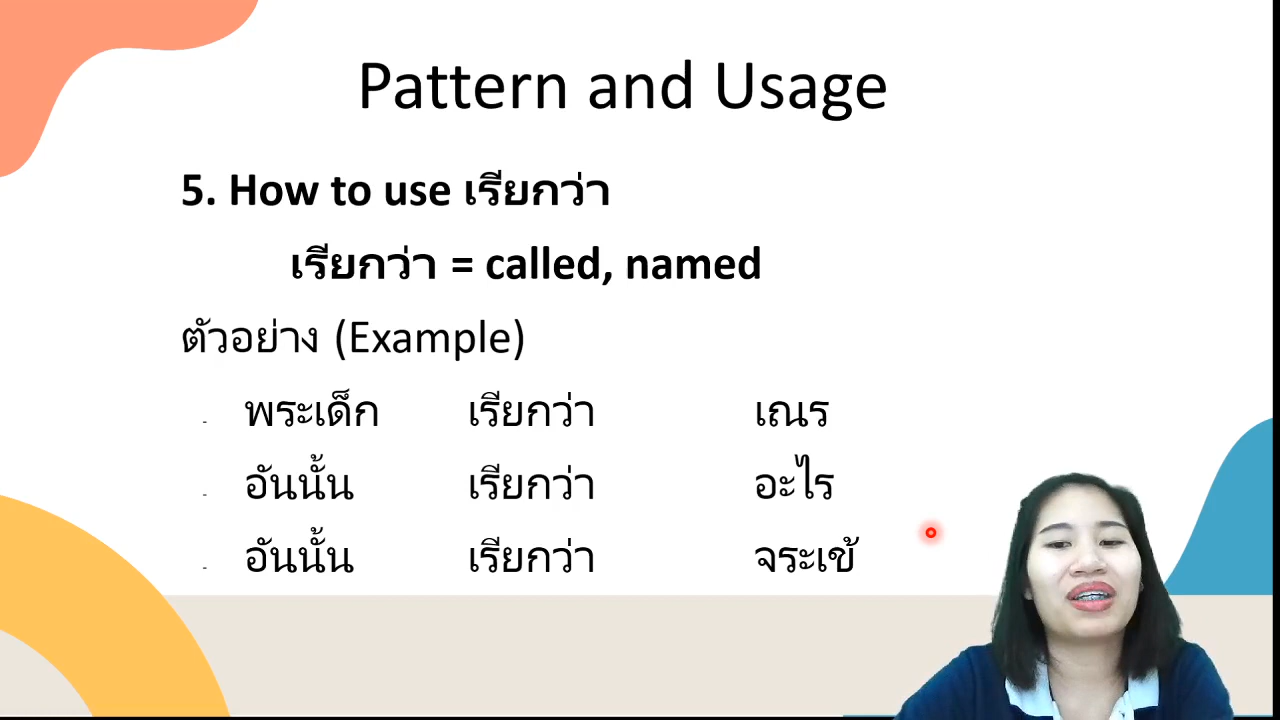 Pattern and Usage
5. How to use เรียกว่า
เรียกว่า = called, named
ตัวอย่าง (Example)
- พระเด็ก เรียกว่า เณร
- อันนั้น เรียกว่า อะไร
- อันนั้น เรียกว่า จระเข้